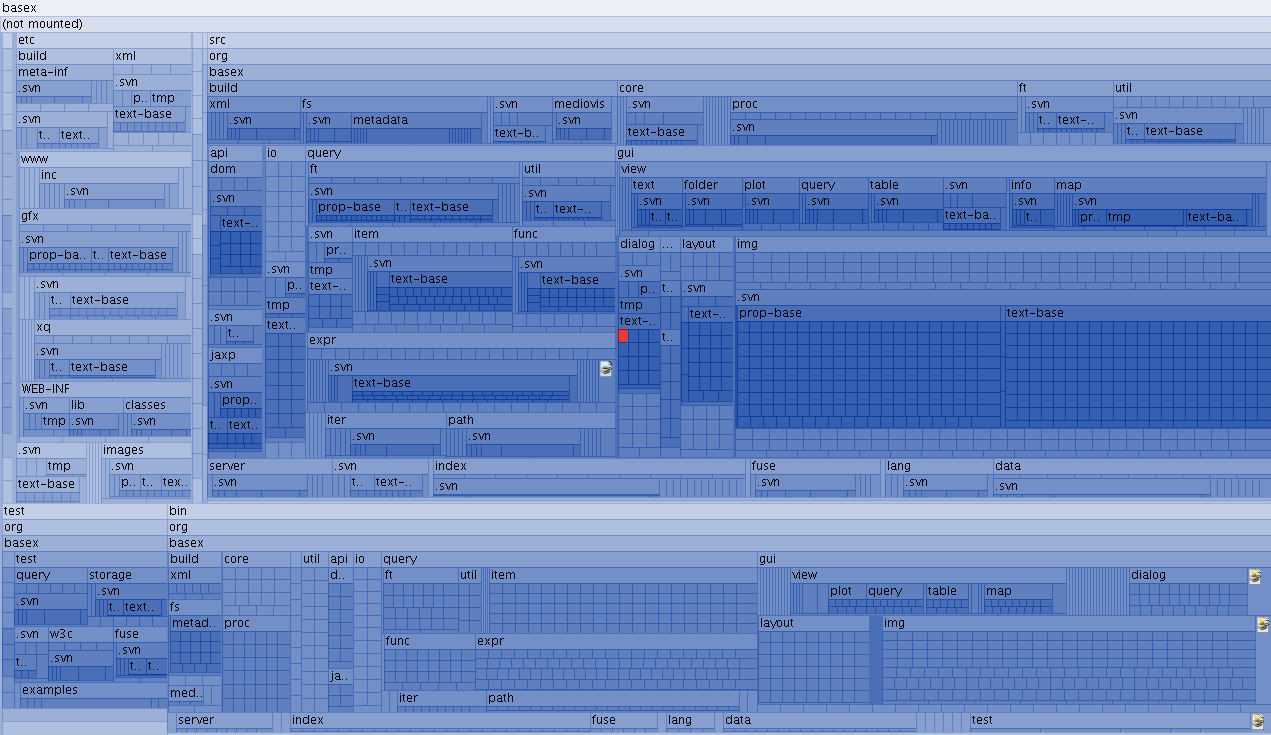 basex
(not mounted)
etc
src
build
xml
org
meta-inf
.svn
basex
.svn
build
core
ft
util
p.. tmp
xml
fs
.svn
mediovis
.svn
proc
.svn
text-base
.svn
.svn
metadata
.svn
.svn
.svn
t.. text-..
text-b..
text-base
.svn
t.. text-base
t.. text..
api
io
query
gui
www
dom
ft
util
view
inc
.svn
.svn
.svn
text
folder
plot
query
table
.svn
info
map
.svn
prop-base
t.. text-base
t.. text-..
.svn
.svn
.svn
.svn
.svn
.svn
.svn
gfx
text-..
t.. t..
text-ba..
t..
pr.. tmp
text-ba..
.svn
.svn
item
func
dialog
...
layout
img
prop-ba.. t.. text-base
pr..
.svn
tmp
.svn
text-base
.svn
text-base
.svn
p..
t..
.svn
.svn
.svn
p..
text-..
t.. text-base
tmp
tmp
prop-base
text-base
.svn
text..
text-..
text-..
xq
t..
expr
t..
.svn
jaxp
.svn
t.. text-base
.svn
text-base
WEB-INF
prop..
.svn
lib
classes
t.. text..
iter
path
tmp .svn
.svn
.svn
.svn
.svn
images
server
.svn
index
fuse
lang
data
tmp
.svn
.svn
t.. text-..
.svn
.svn
.svn
.svn
text-base
p.. t.. tex..
test
bin
org
org
basex
basex
test
build
core
util
api
io
query
gui
query
storage
xml
d..
ft
util
item
view
dialog
.svn
.svn
plot
query
table
map
t.. text..
fs
.svn
w3c
fuse
metad..
proc
func
expr
layout
img
.svn
.svn
t..
t.. t..
ja..
examples
med..
iter
path
server
index
fuse
lang
data
test